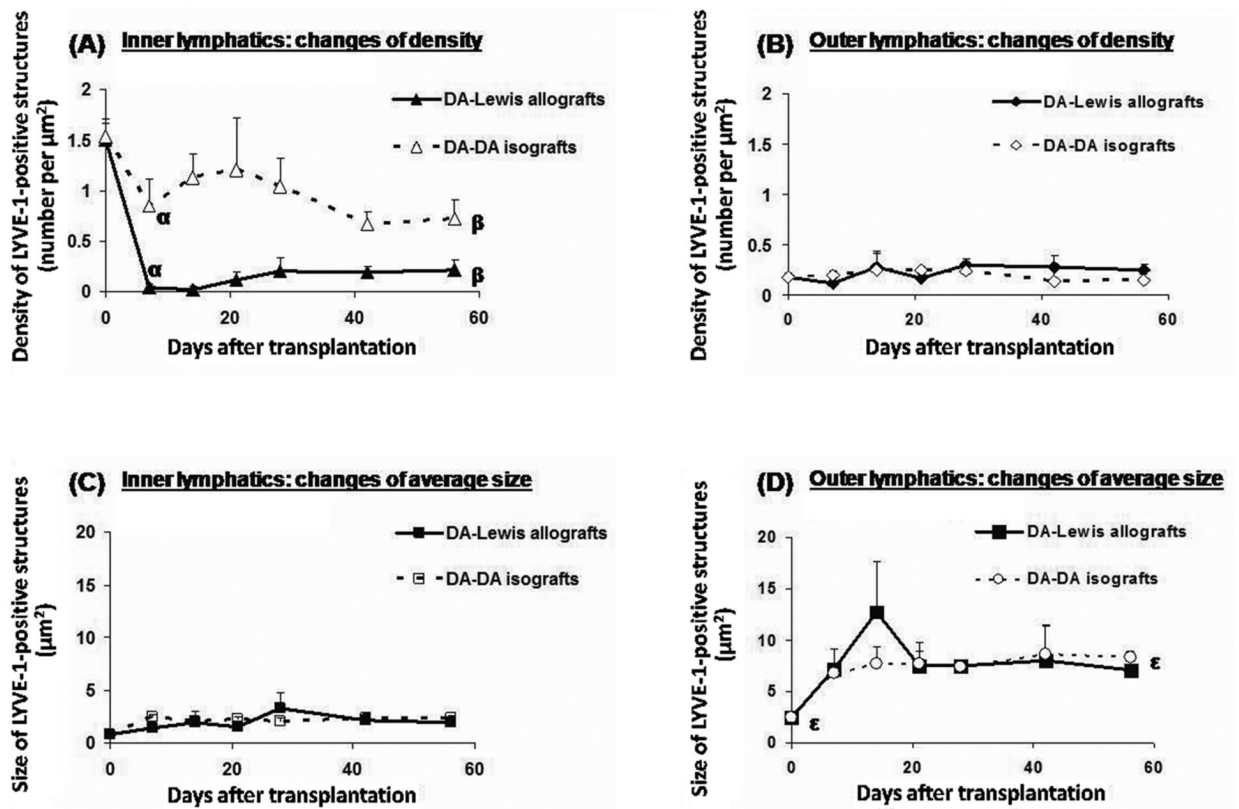 (A) Inner lymphatics: changes of density
Density of LYVE-1-positive structures
(number per μm²)
2
1.5
1
0.5
0
DA-Lewis allografts
DA-DA isografts
α
α
β
β
0 20 40 60
Days after transplantation
(B) Outer lymphatics: changes of density
Density of LYVE-1-positive structures
(number per μm²)
2
1.5
1
0.5
0
DA-Lewis allografts
DA-DA isografts
0 20 40 60
Days after transplantation
(C) Inner lymphatics: changes of average size
Size of LYVE-1-positive structures
(μm²)
20
15
10
5
0
DA-Lewis allografts
DA-DA isografts
0 20 40 60
Days after transplantation
(D) Outer lymphatics: changes of average size
Size of LYVE-1-positive structures
(μm²)
20
15
10
5
0
DA-Lewis allografts
DA-DA isografts
ε
ε
0 20 40 60
Days after transplantation